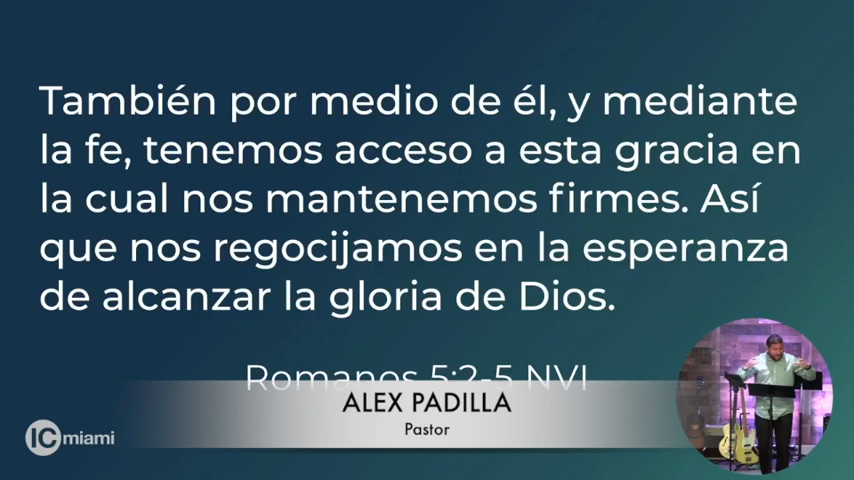 También por medio de él, y mediante
la fe, tenemos acceso a esta gracia en
la cual nos mantenemos firmes. Así
que nos regocijamos en la esperanza
de alcanzar la gloria de Dios.
Romanos 5:2-5 NVI
ALEX PADILLA
Pastor
IC miami